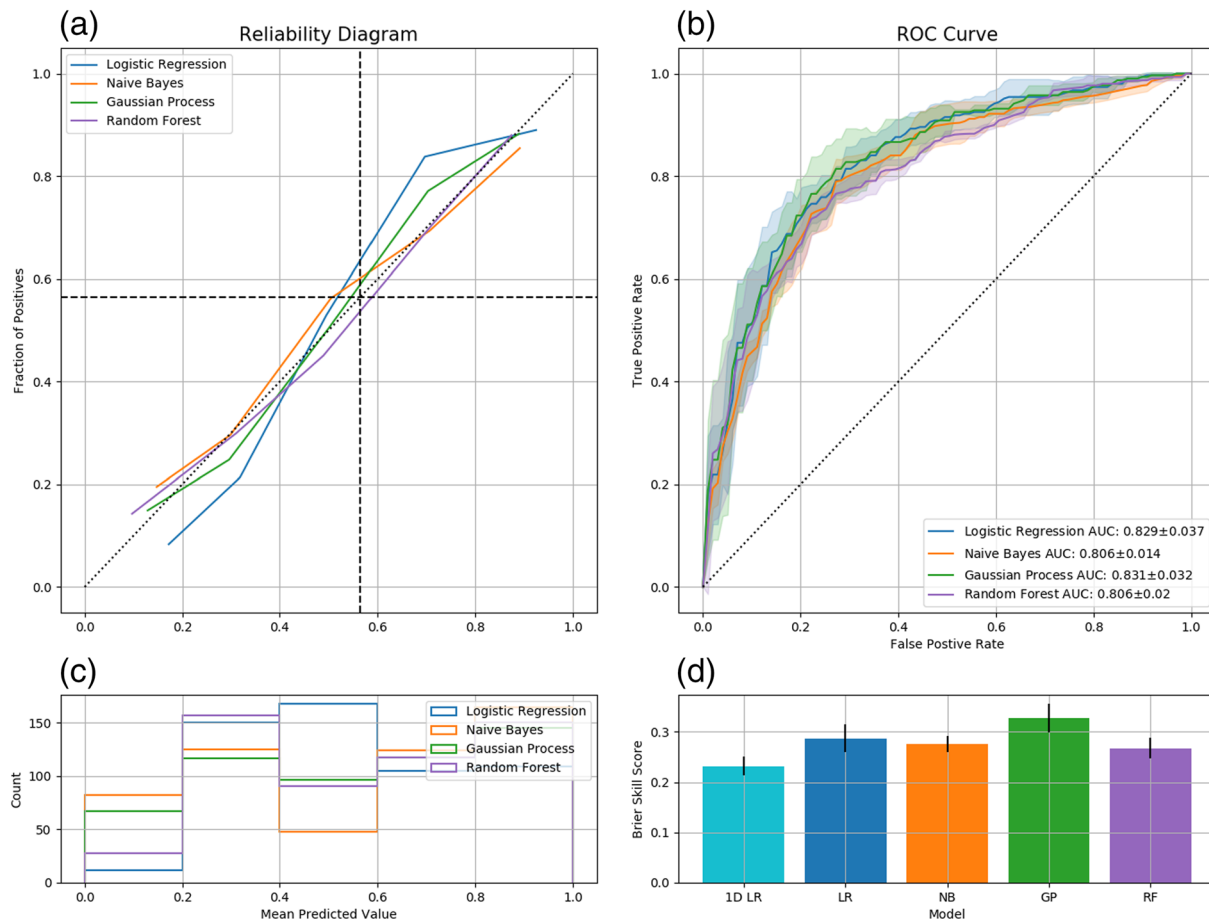 (a)
Reliability Diagram
Logistic Regression
Naive Bayes
Gaussian Process
Random Forest
1.0
0.8
0.6
0.4
0.2
0.0
Fraction of Positives
0.0 0.2 0.4 0.6 0.8 1.0
(b)
ROC Curve
1.0
0.8
0.6
0.4
0.2
0.0
True Positive Rate
Logistic Regression AUC: 0.829±0.037
Naive Bayes AUC: 0.806±0.014
Gaussian Process AUC: 0.831±0.032
Random Forest AUC: 0.806±0.02
0.0 0.2 0.4 0.6 0.8 1.0
False Postive Rate
(c)
Logistic Regression
Naive Bayes
Gaussian Process
Random Forest
150
100
50
0
Count
0.0 0.2 0.4 0.6 0.8 1.0
Mean Predicted Value
(d)
0.3
0.2
0.1
0.0
Brier Skill Score
1D LR LR NB GP RF
Model